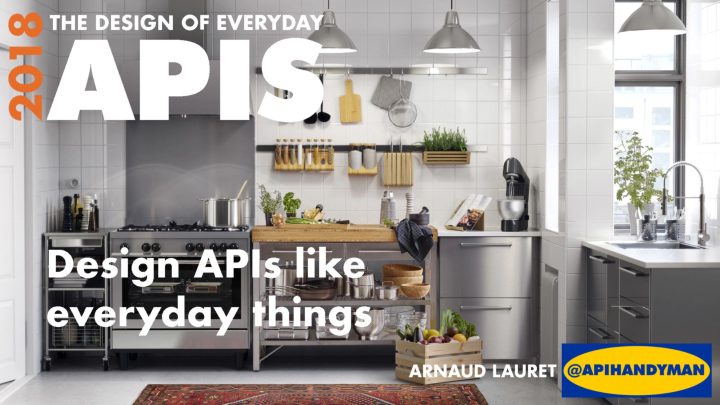 2018
THE DESIGN OF EVERYDAY
APIS
Design APIs like
everyday things
ARNAUD LAURET
@APIHANDYMAN